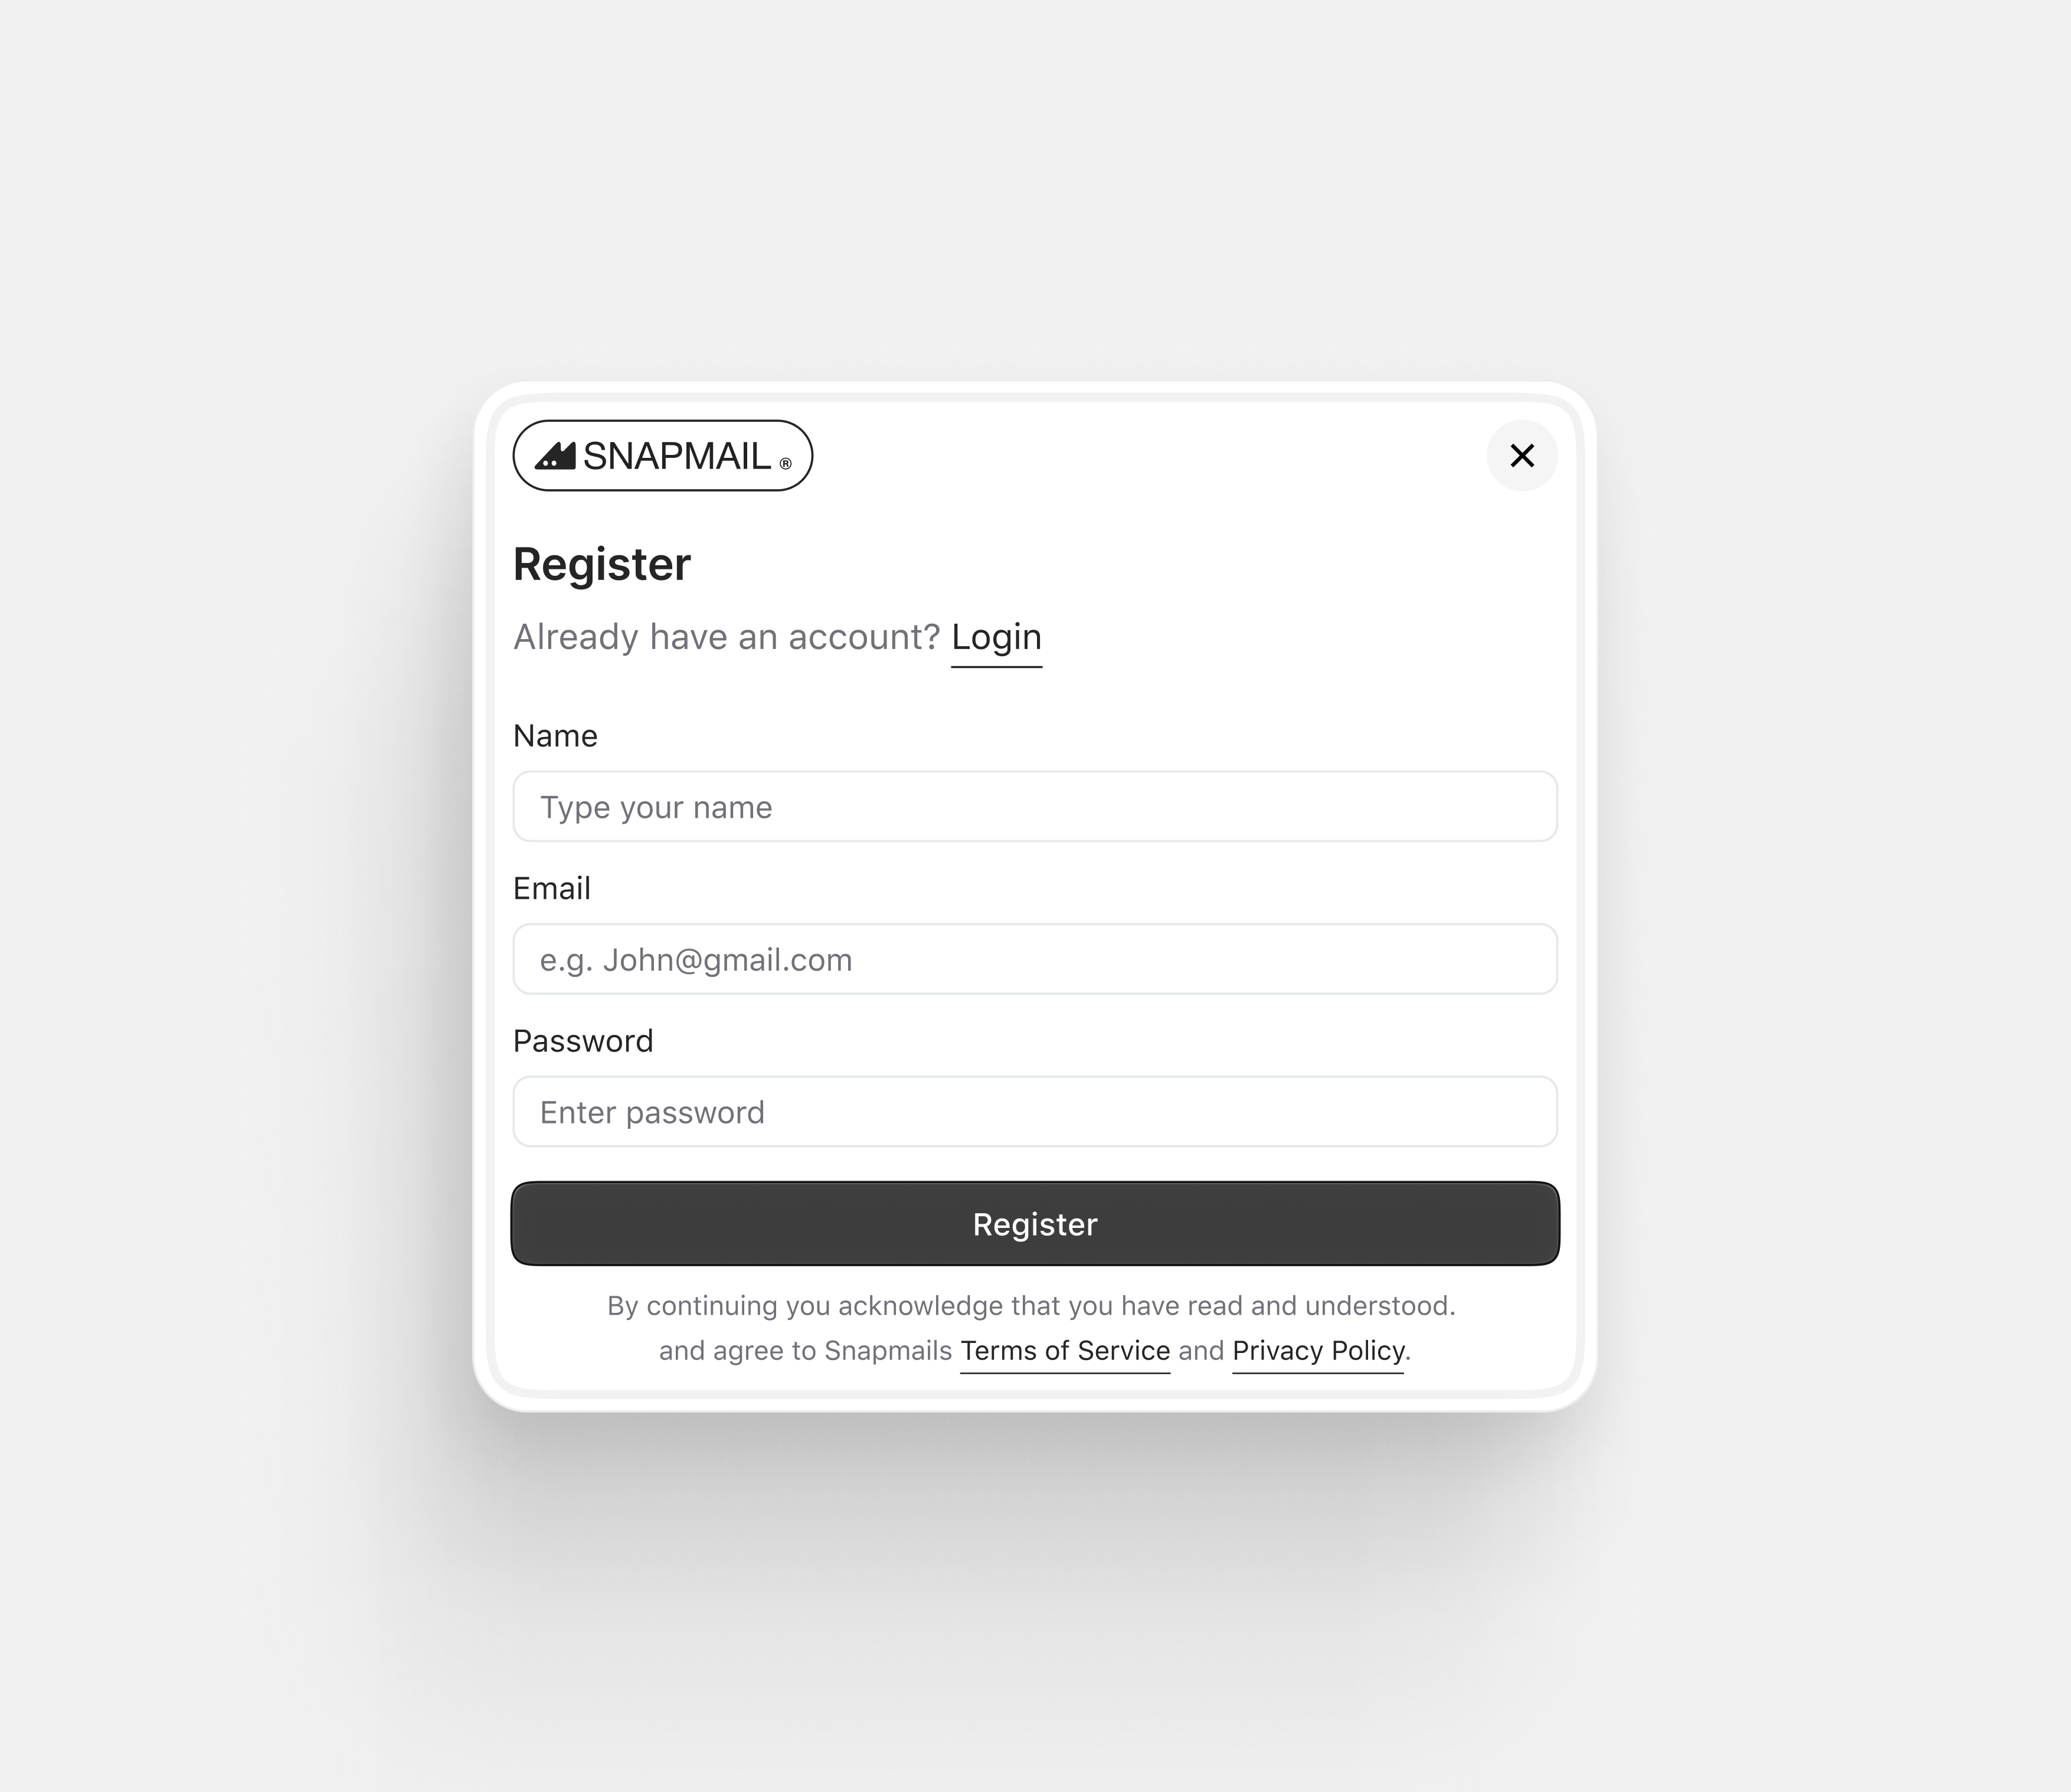 SNAPMAIL ®
Register
Already have an account? Login
Name
Type your name
Email
e.g. John@gmail.com
Password
Enter password
Register
By continuing you acknowledge that you have read and understood.
and agree to Snapmails Terms of Service and Privacy Policy.